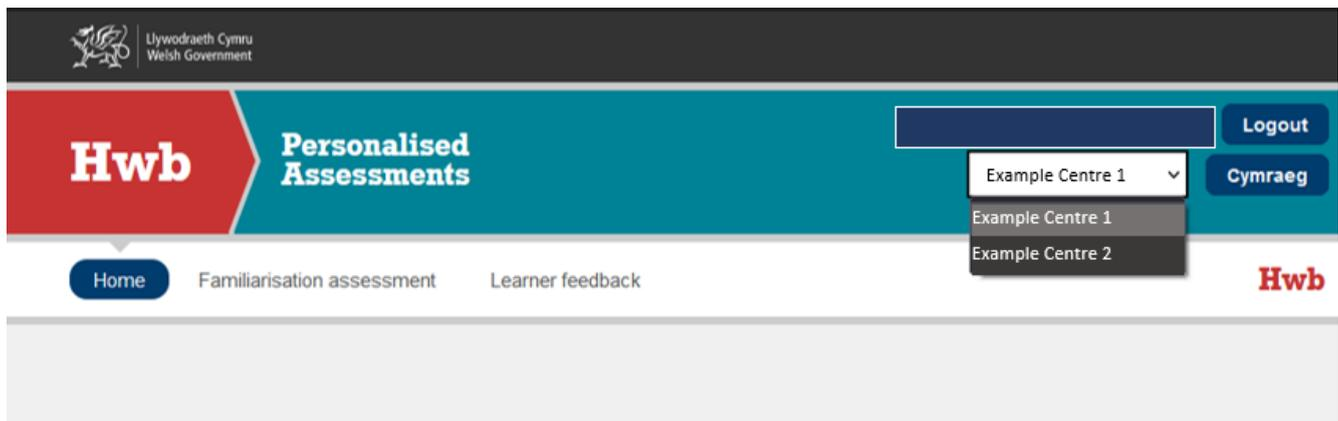 Llywodraeth Cymru
Welsh Government
Hwb
Personalised
Assessments
Logout
Example Centre 1
Cymraeg
Example Centre 1
Example Centre 2
Home
Familiarisation assessment
Learner feedback
Hwb